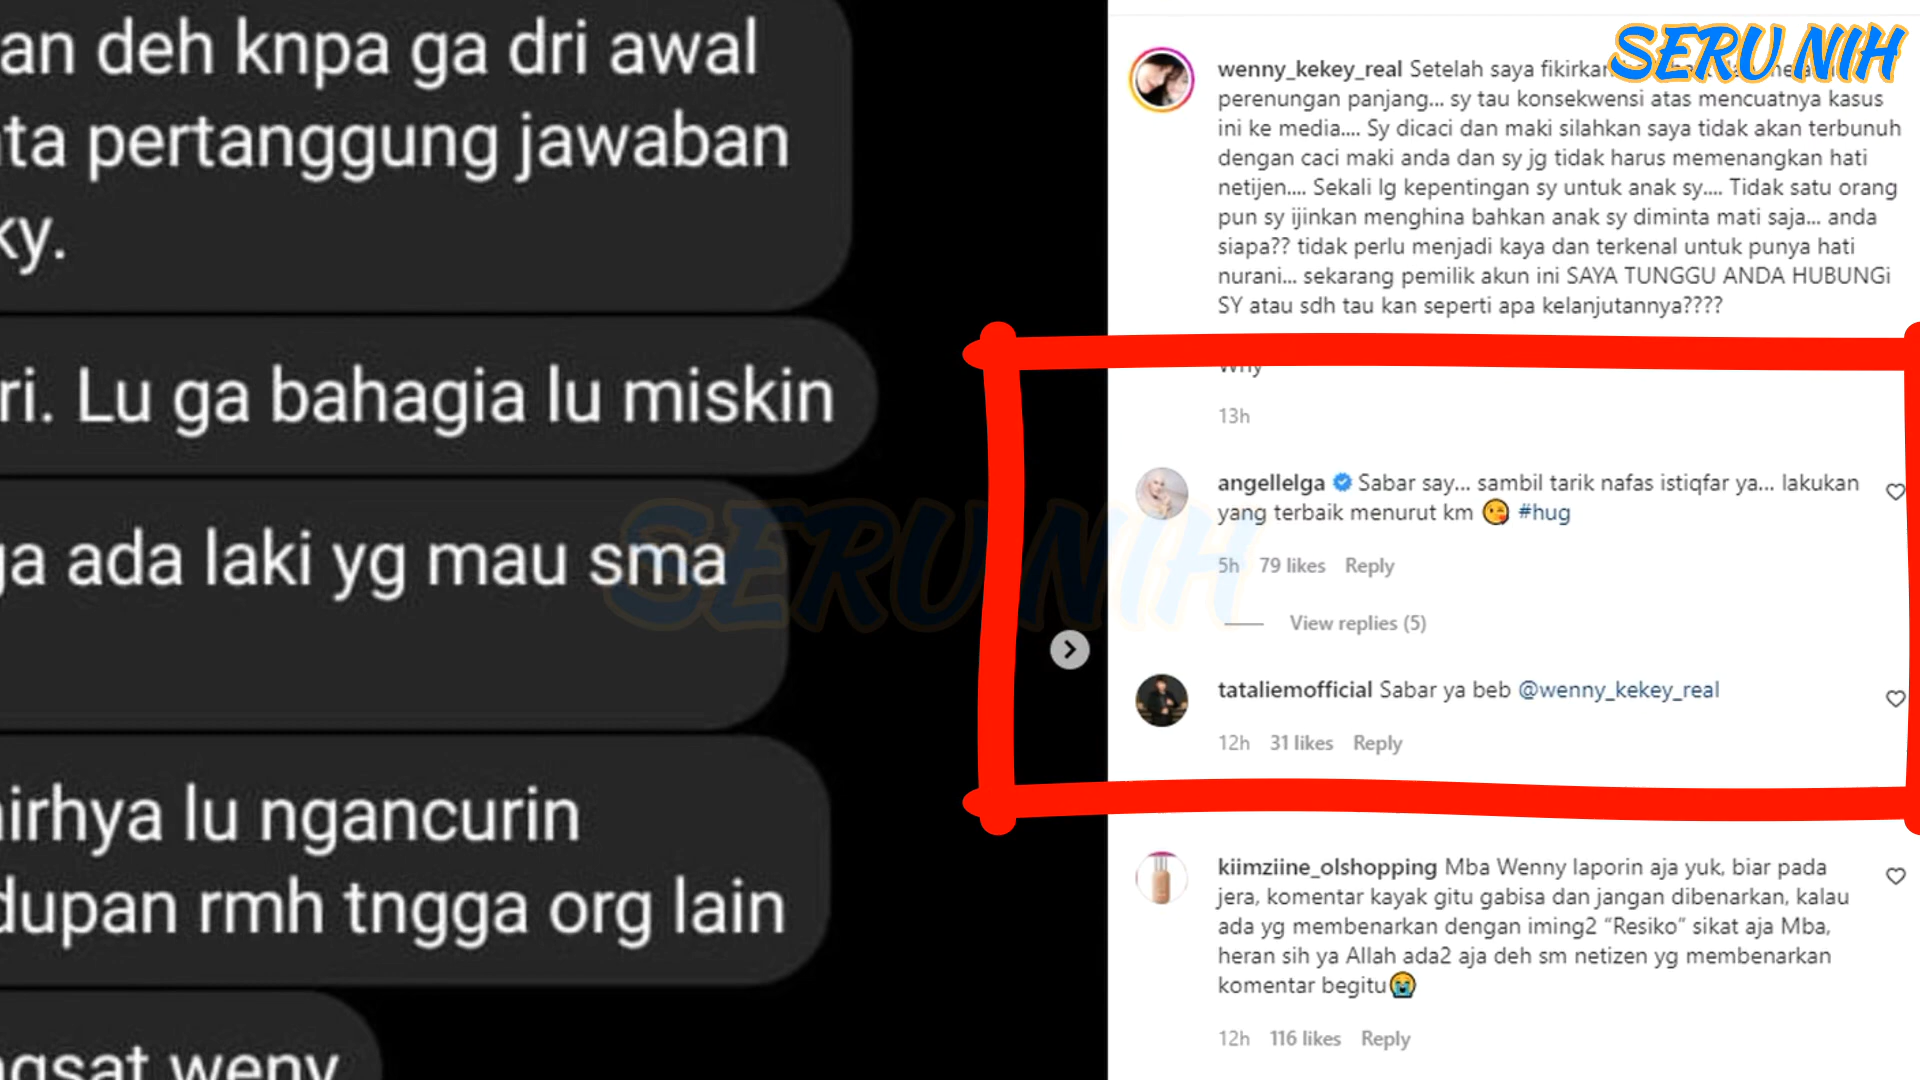 an deh knpa ga dri awal
ta pertanggung jawaban
ky.
ri. Lu ga bahagia lu miskin
ga ada laki yg mau sma
lu ngancurin
rmh tngga org lain
weny
SERU NIH
wenny_kekey_real Setelah saya fikirkan
perenungan panjang... sy tau konsekwensi atas mencuatnya kasus
ini ke media.... Sy dicaci dan maki silahkan saya tidak akan terbunuh
dengan caci maki anda dan sy jg tidak harus memenangkan hati
netijen.... Sekali lg kepentingan sy untuk anak sy.... Tidak satu orang
pun sy ijinkan menghina bahkan anak sy diminta mati saja... anda
siapa?? tidak perlu menjadi kaya dan terkenal untuk punya hati
nurani... sekarang pemilik akun ini SAYA TUNGGU ANDA HUBUNGi
SY atau sdh tau kan seperti apa kelanjutannya????
Why
13h
angellelga Sabar say... sambil tarik nafas istiqfar ya... lakukan
yang terbaik menurut km 😘 #hug
5h 79 likes Reply
View replies (5)
SERU NIH
tataliemofficial Sabar ya beb @wenny_kekey_real
12h 31 likes Reply
kiimziine_olshopping Mba Wenny laporin aja yuk, biar pada
jera, komentar kayak gitu gabisa dan jangan dibenarkan, kalau
ada yg membenarkan dengan iming2 “Resiko” sikat aja Mba,
heran sih ya Allah ada2 aja deh sm netizen yg membenarkan
komentar begitu😭
12h 116 likes Reply